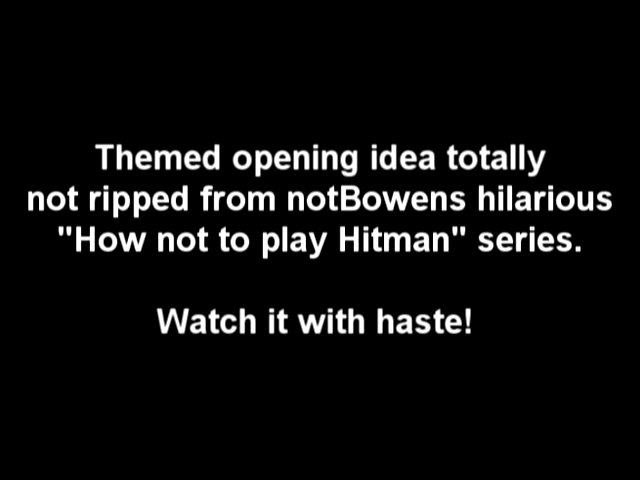 Themed opening idea totally
not ripped from notBowens hilarious
"How not to play Hitman" series.
Watch it with haste!